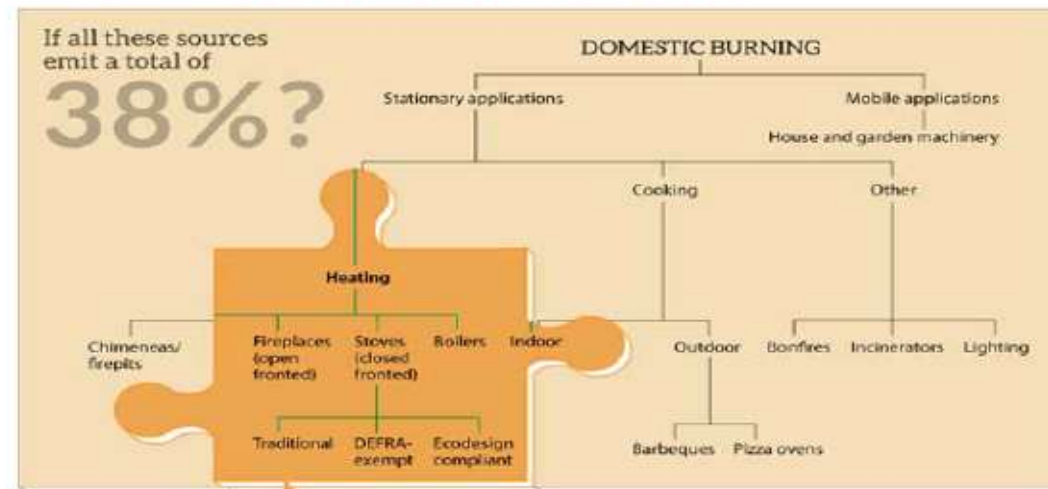 If all these sources
emit a total of
38%?
DOMESTIC BURNING
Stationary applications
Mobile applications
House and garden machinery
Cooking
Other
Heating
Chimeneas/
firepits
Fireplaces
(open
fronted)
Stoves
(closed
fronted)
Boilers
Indoor
Outdoor
Bonfires
Incinerators
Lighting
Traditional
DEFRA-
exempt
Ecodesign
compliant
Barbeques
Pizza ovens